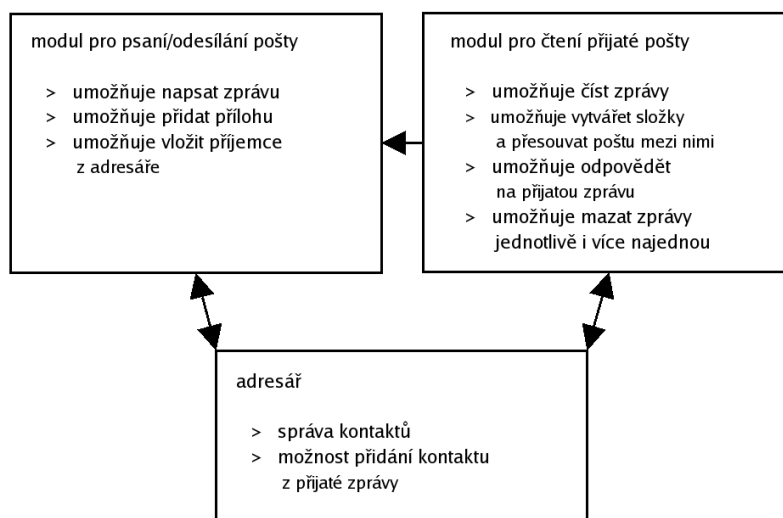 modul pro psaní/odesílání pošty
> umožňuje napsat zprávu
> umožňuje přidat přílohu
> umožňuje vložit příjemce
z adresáře
modul pro čtení přijaté pošty
> umožňuje číst zprávy
> umožňuje vytvářet složky
a přesouvat poštu mezi nimi
> umožňuje odpovědět
na přijatou zprávu
> umožňuje mazat zprávy
jednotlivě i více najednou
adresář
> správa kontaktů
> možnost přidání kontaktu
z přijaté zprávy